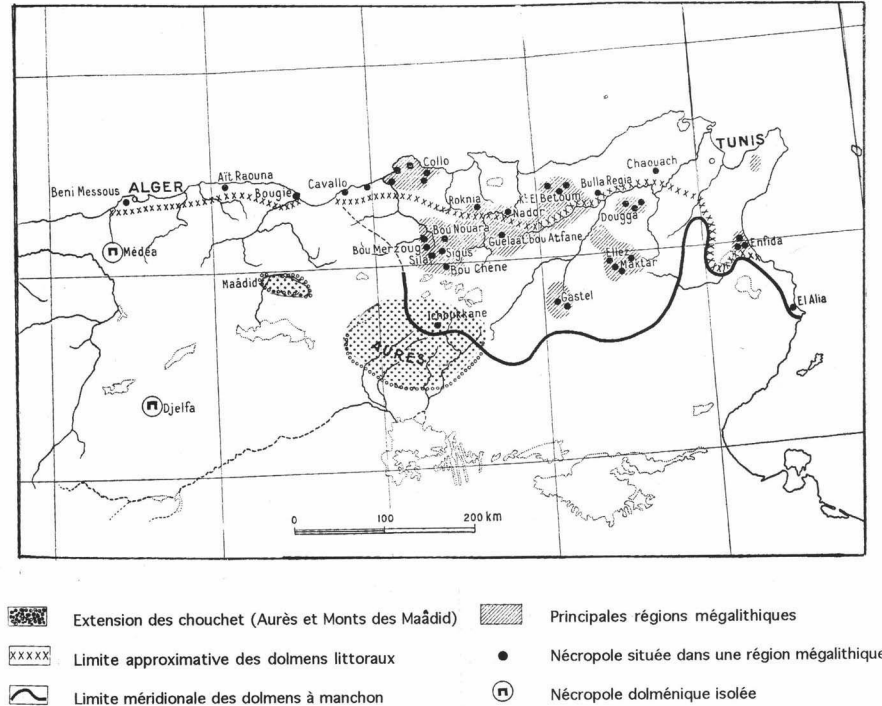 TUNIS
Chaouach
Collo
Aït Raouna
ALGER
Cavallo
Beni Messous
Bougie
Bulla Regia
Kt El Betoum
Roknia
Nador
Dougga
Bou Nouara
Guelaat bou Atfane
Bou Merzoug
Enfida
Médéa
Sigus
Ellez
Sila
Maktar
Bou Chene
Maâdid
Gastel
El Alia
Ichoukkane
AURÈS
Djelfa
0 100 200 km
Extension des chouchet (Aurès et Monts des Maâdid)
Principales régions mégalithiques
Limite approximative des dolmens littoraux
Nécropole située dans une région mégalithique
Limite méridionale des dolmens à manchon
Nécropole dolménique isolée